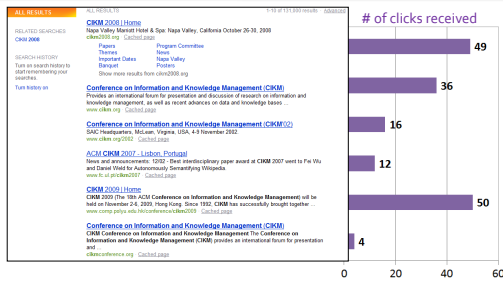 ALL RESULTS
RELATED SEARCHES
CIKM 2008
SEARCH HISTORY
Turn on search history to
start remembering your
searches.
Turn history on
ALL RESULTS 1-10 of 131,000 results · Advanced
CIKM 2008 | Home
Napa Valley Marriott Hotel & Spa: Napa Valley, California October 26-30, 2008
cikm2008.org · Cached page
Papers Program Committee
Themes News
Important Dates Napa Valley
Banquet Posters
Show more results from cikm2008.org
Conference on Information and Knowledge Management (CIKM)
Provides an international forum for presentation and discussion of research on information and
knowledge management, as well as recent advances on data and knowledge bases ...
www.cikm.org · Cached page
Conference on Information and Knowledge Management (CIKM'02)
SAIC Headquarters, McLean, Virginia, USA, 4-9 November 2002.
www.cikm.org/2002 · Cached page
ACM CIKM 2007 - Lisbon, Portugal
News and announcements: 12/02 - Best interdisciplinary paper award at CIKM 2007 went to Fei Wu
and Daniel Weld for Autonomously Semantifying Wikipedia.
www.fc.ul.pt/cikm2007 · Cached page
CIKM 2009 | Home
CIKM 2009 (The 18th ACM Conference on Information and Knowledge Management) will be
held on November 2-6, 2009, Hong Kong. Since 1992, CIKM has successfully brought together ...
www.comp.polyu.edu.hk/conference/cikm2009 · Cached page
Conference on Information and Knowledge Management (CIKM)
CIKM Conference on Information and Knowledge Management The Conference on
Information and Knowledge Management (CIKM) provides an international forum for presentation
and ...
cikmconference.org · Cached page
# of clicks received
49
36
16
12
50
4
0 20 40 60